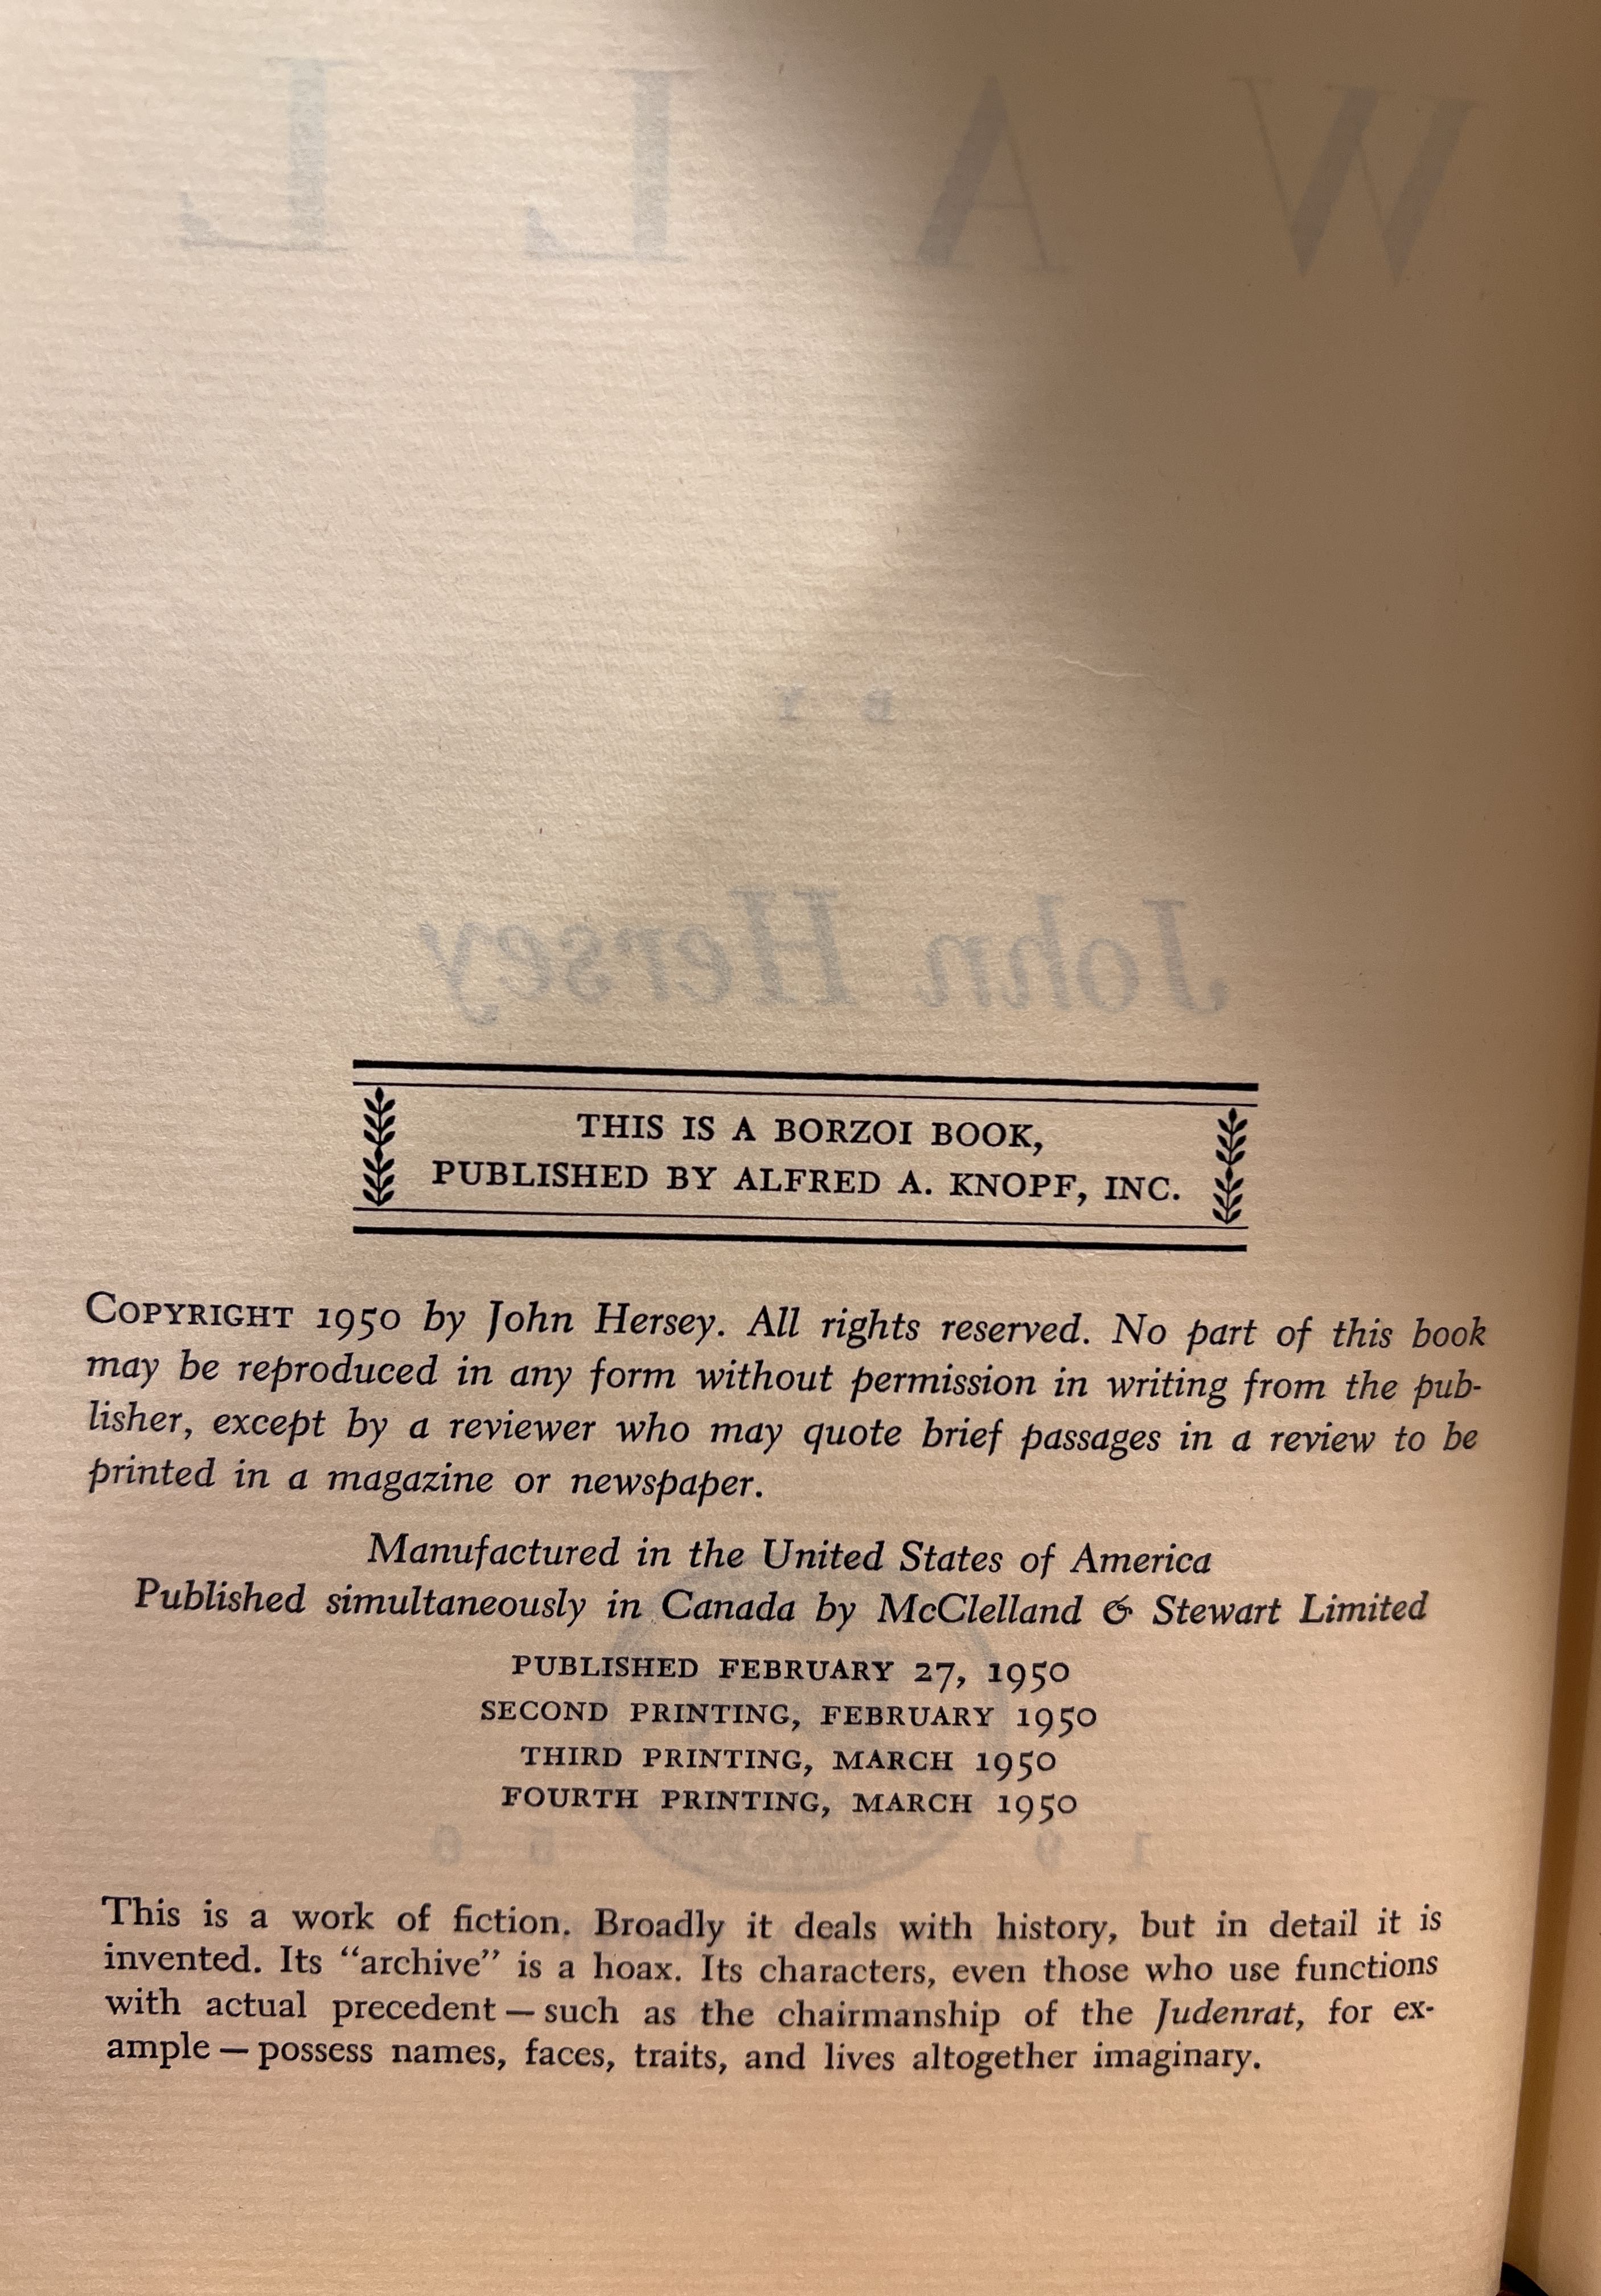 WALL
BY
John Hersey
THIS IS A BORZOI BOOK,
PUBLISHED BY ALFRED A. KNOPF, INC.
COPYRIGHT 1950 by John Hersey. All rights reserved. No part of this book
may be reproduced in any form without permission in writing from the pub-
lisher, except by a reviewer who may quote brief passages in a review to be
printed in a magazine or newspaper.
Manufactured in the United States of America
Published simultaneously in Canada by McClelland & Stewart Limited
PUBLISHED FEBRUARY 27, 1950
SECOND PRINTING, FEBRUARY 1950
THIRD PRINTING, MARCH 1950
FOURTH PRINTING, MARCH 1950
1950
This is a work of fiction. Broadly it deals with history, but in detail it is
invented. Its “archive” is a hoax. Its characters, even those who use functions
with actual precedent — such as the chairmanship of the Judenrat, for ex-
ample — possess names, faces, traits, and lives altogether imaginary.